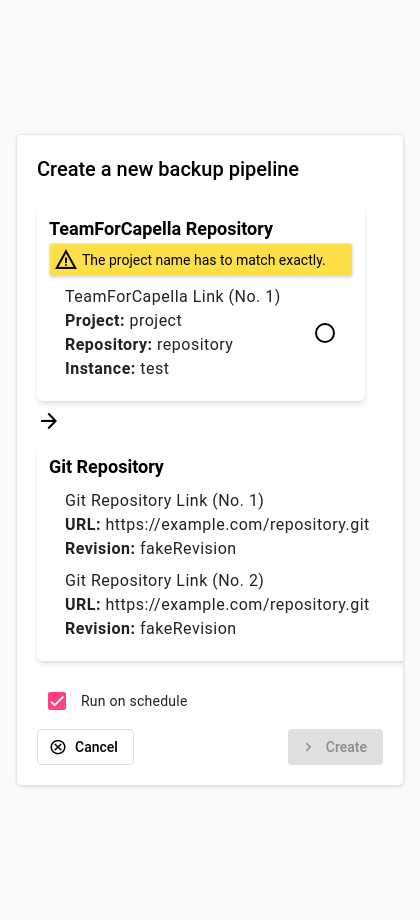 Create a new backup pipeline
TeamForCapella Repository
The project name has to match exactly.
TeamForCapella Link (No. 1)
Project: project
Repository: repository
Instance: test
Git Repository
Git Repository Link (No. 1)
URL: https://example.com/repository.git
Revision: fakeRevision
Git Repository Link (No. 2)
URL: https://example.com/repository.git
Revision: fakeRevision
Run on schedule
Cancel
Create